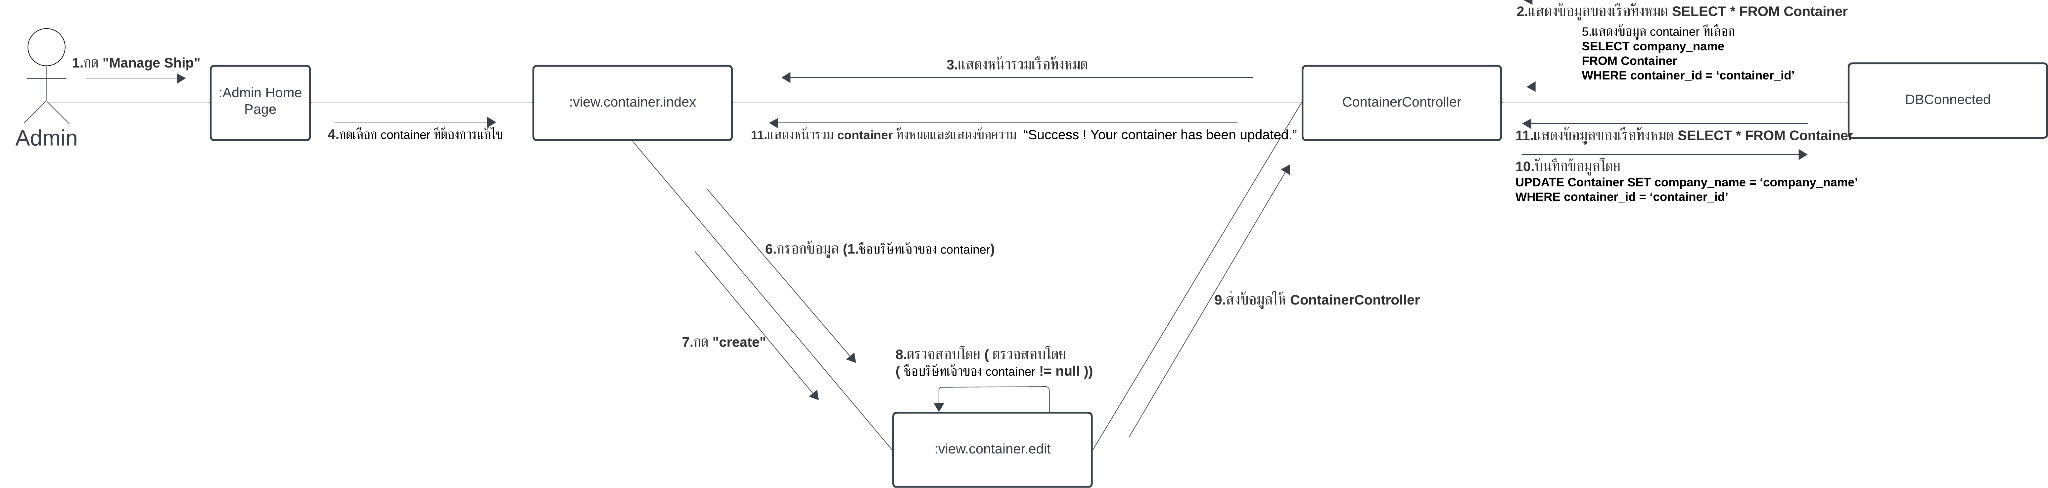 2.แสดงข้อมูลของเรือทั้งหมด SELECT * FROM Container
5.แสดงข้อมูล container ที่เลือก
SELECT company_name
FROM Container
WHERE container_id = ‘container_id’
1.กด "Manage Ship"
3.แสดงหน้ารวมเรือทั้งหมด
:Admin Home
Page
:view.container.index
ContainerController
DBConnected
Admin
4.กดเลือก container ที่ต้องการแก้ไข
11.แสดงหน้ารวม container ทั้งหมดและแสดงข้อความ “Success ! Your container has been updated.”
11.แสดงข้อมูลของเรือทั้งหมด SELECT * FROM Container
10.บันทึกข้อมูลโดย
UPDATE Container SET company_name = ‘company_name’
WHERE container_id = ‘container_id’
6.กรอกข้อมูล (1.ชื่อบริษัทเจ้าของ container)
9.ส่งข้อมูลให้ ContainerController
7.กด "create"
8.ตรวจสอบโดย ( ตรวจสอบโดย
( ชื่อบริษัทเจ้าของ container != null ))
:view.container.edit